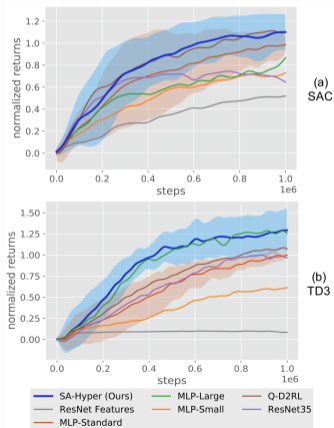 1.2
1.0
0.8
0.6
0.4
0.2
0.0
normalized returns
0.0 0.2 0.4 0.6 0.8 1.0
steps 1e6
(a)
SAC
1.50
1.25
1.00
0.75
0.50
0.25
0.00
normalized returns
0.0 0.2 0.4 0.6 0.8 1.0
steps 1e6
(b)
TD3
SA-Hyper (Ours) MLP-Large Q-D2RL
ResNet Features MLP-Small ResNet35
MLP-Standard